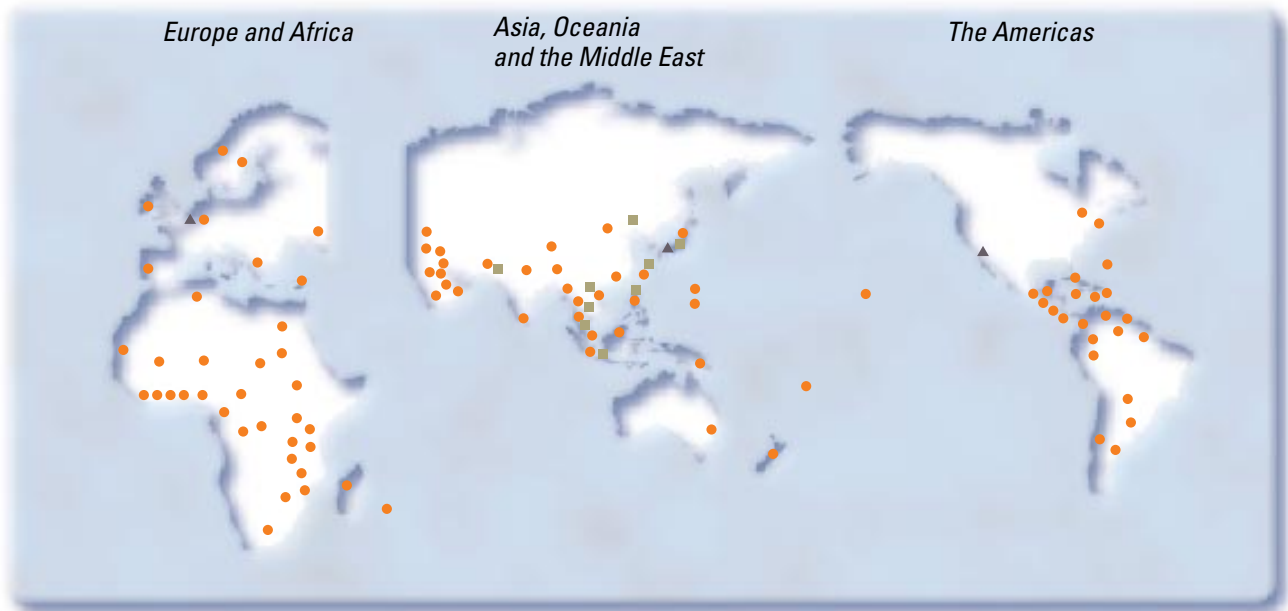 Europe and Africa
Asia, Oceania
and the Middle East
The Americas